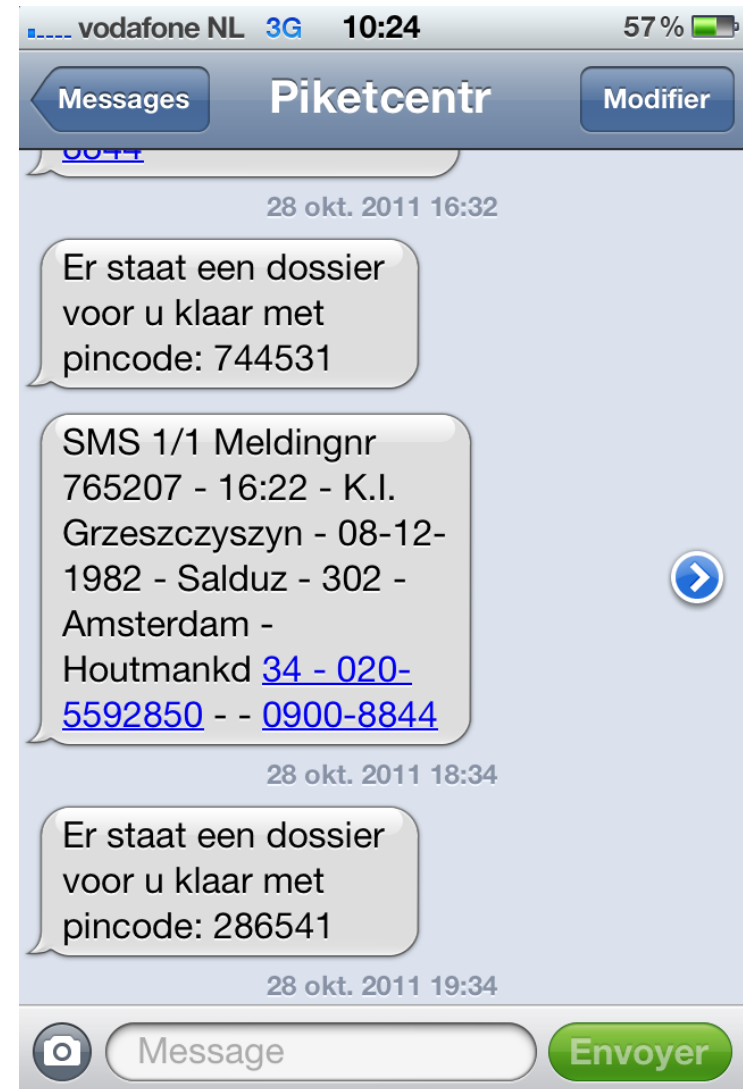 vodafone NL 3G 10:24 57%
Messages Piketcentr Modifier
8844
28 okt. 2011 16:32
Er staat een dossier
voor u klaar met
pincode: 744531
SMS 1/1 Meldingnr
765207 - 16:22 - K.I.
Grzeszczyszyn - 08-12-
1982 - Salduz - 302 -
Amsterdam -
Houtmankd 34 - 020-
5592850 - - 0900-8844
28 okt. 2011 18:34
Er staat een dossier
voor u klaar met
pincode: 286541
28 okt. 2011 19:34
Message Envoyer